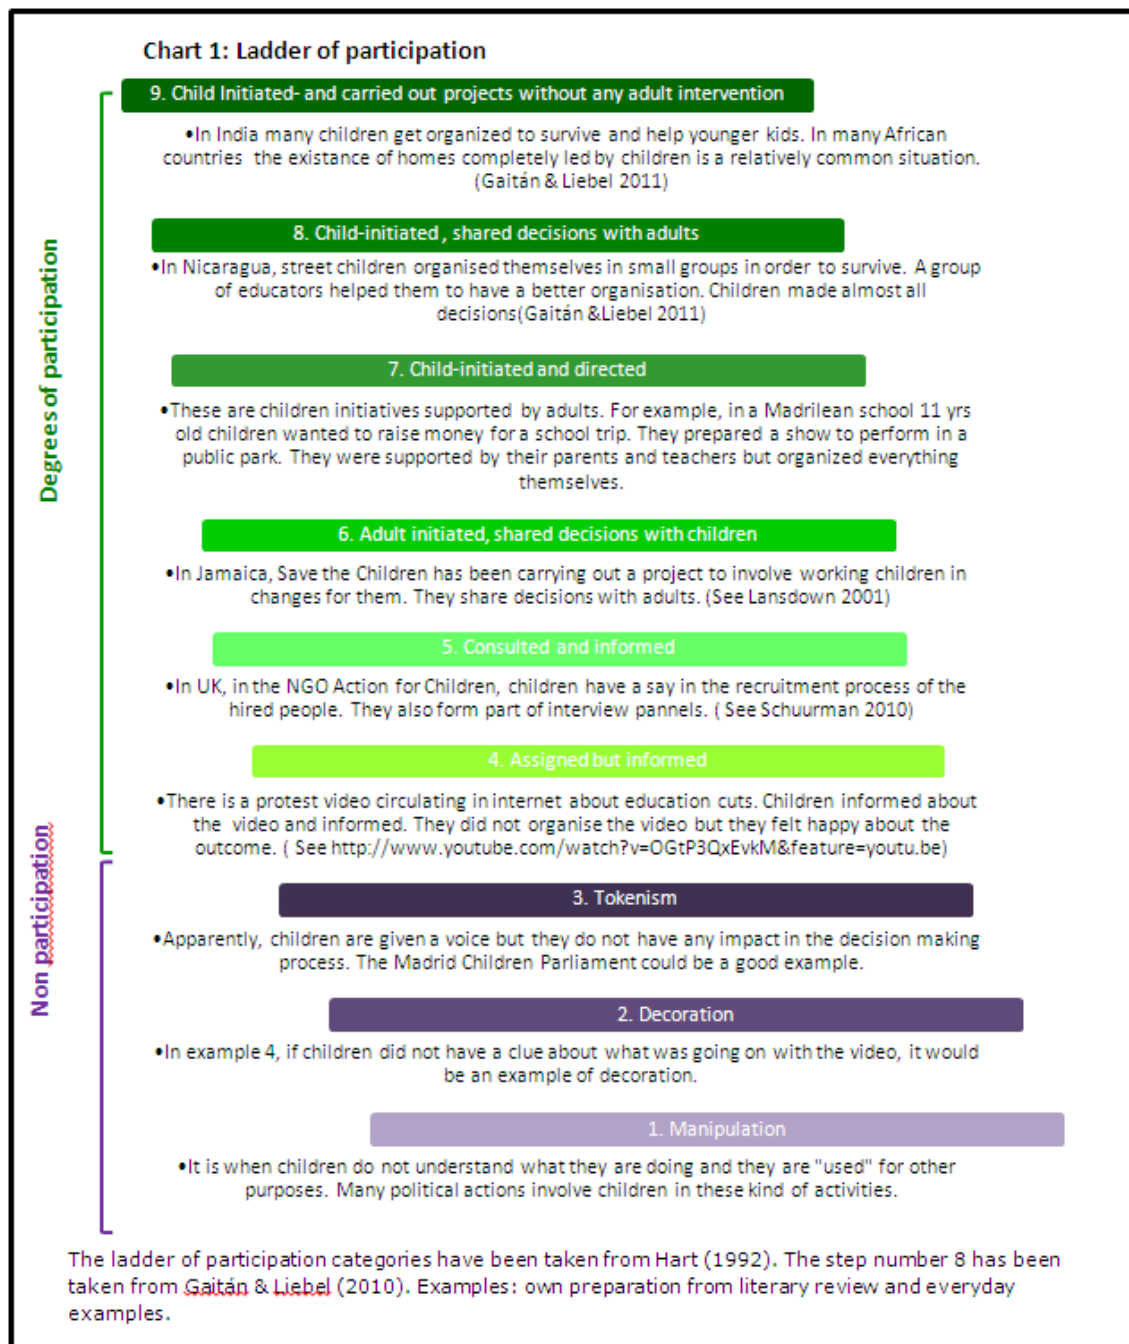 Chart 1: Ladder of participation
9. Child Initiated- and carried out projects without any adult intervention
•In India many children get organized to survive and help younger kids. In many African
countries the existance of homes completely led by children is a relatively common situation.
(Gaitán & Liebel 2011)
8. Child-initiated , shared decisions with adults
•In Nicaragua, street children organised themselves in small groups in order to survive. A group
of educators helped them to have a better organisation. Children made almost all
decisions(Gaitán &Liebel 2011)
7. Child-initiated and directed
•These are children initiatives supported by adults. For example, in a Madrilean school 11 yrs
old children wanted to raise money for a school trip. They prepared a show to perform in a
public park. They were supported by their parents and teachers but organized everything
themselves.
6. Adult initiated, shared decisions with children
•In Jamaica, Save the Children has been carrying out a project to involve working children in
changes for them. They share decisions with adults. (See Lansdown 2001)
5. Consulted and informed
•In UK, in the NGO Action for Children, children have a say in the recruitment process of the
hired people. They also form part of interview pannels. ( See Schuurman 2010)
4. Assigned but informed
•There is a protest video circulating in internet about education cuts. Children informed about
the video and informed. They did not organise the video but they felt happy about the
outcome. ( See http://www.youtube.com/watch?v=OGtP3QxEvkM&feature=youtu.be)
Degrees of participation
3. Tokenism
•Apparently, children are given a voice but they do not have any impact in the decision making
process. The Madrid Children Parliament could be a good example.
2. Decoration
•In example 4, if children did not have a clue about what was going on with the video, it would
be an example of decoration.
1. Manipulation
•It is when children do not understand what they are doing and they are "used" for other
purposes. Many political actions involve children in these kind of activities.
Non participation
The ladder of participation categories have been taken from Hart (1992). The step number 8 has been
taken from Gaitán & Liebel (2010). Examples: own preparation from literary review and everyday
examples.